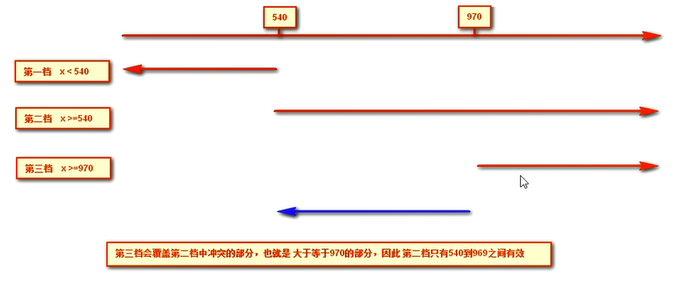 540
970
第一档 x < 540
第二档 x >=540
第三档 x >=970
第三档会覆盖第二档中冲突的部分，也就是 大于等于970的部分，因此 第二档只有540到969之间有效